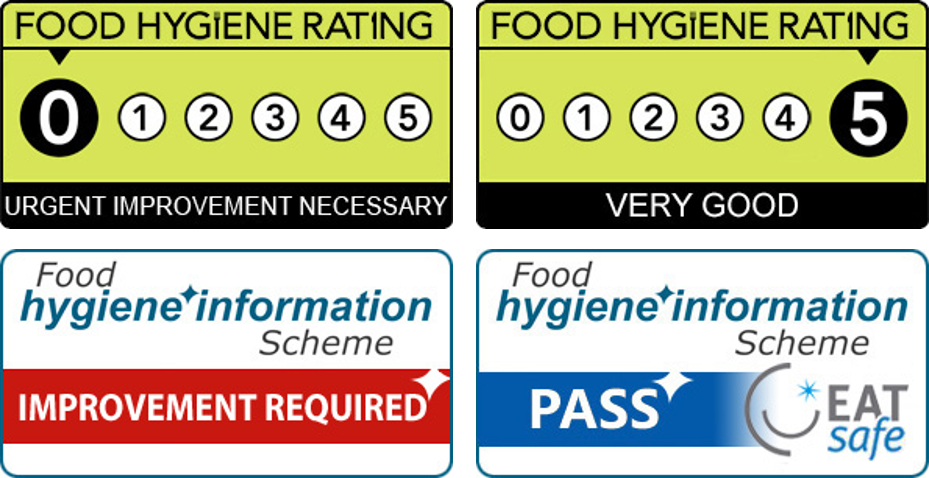 FOOD HYGIENE RATING
0 1 2 3 4 5
URGENT IMPROVEMENT NECESSARY
FOOD HYGIENE RATING
0 1 2 3 4 5
VERY GOOD
Food
hygiene information
Scheme
IMPROVEMENT REQUIRED
Food
hygiene information
Scheme
PASS
EAT
safe